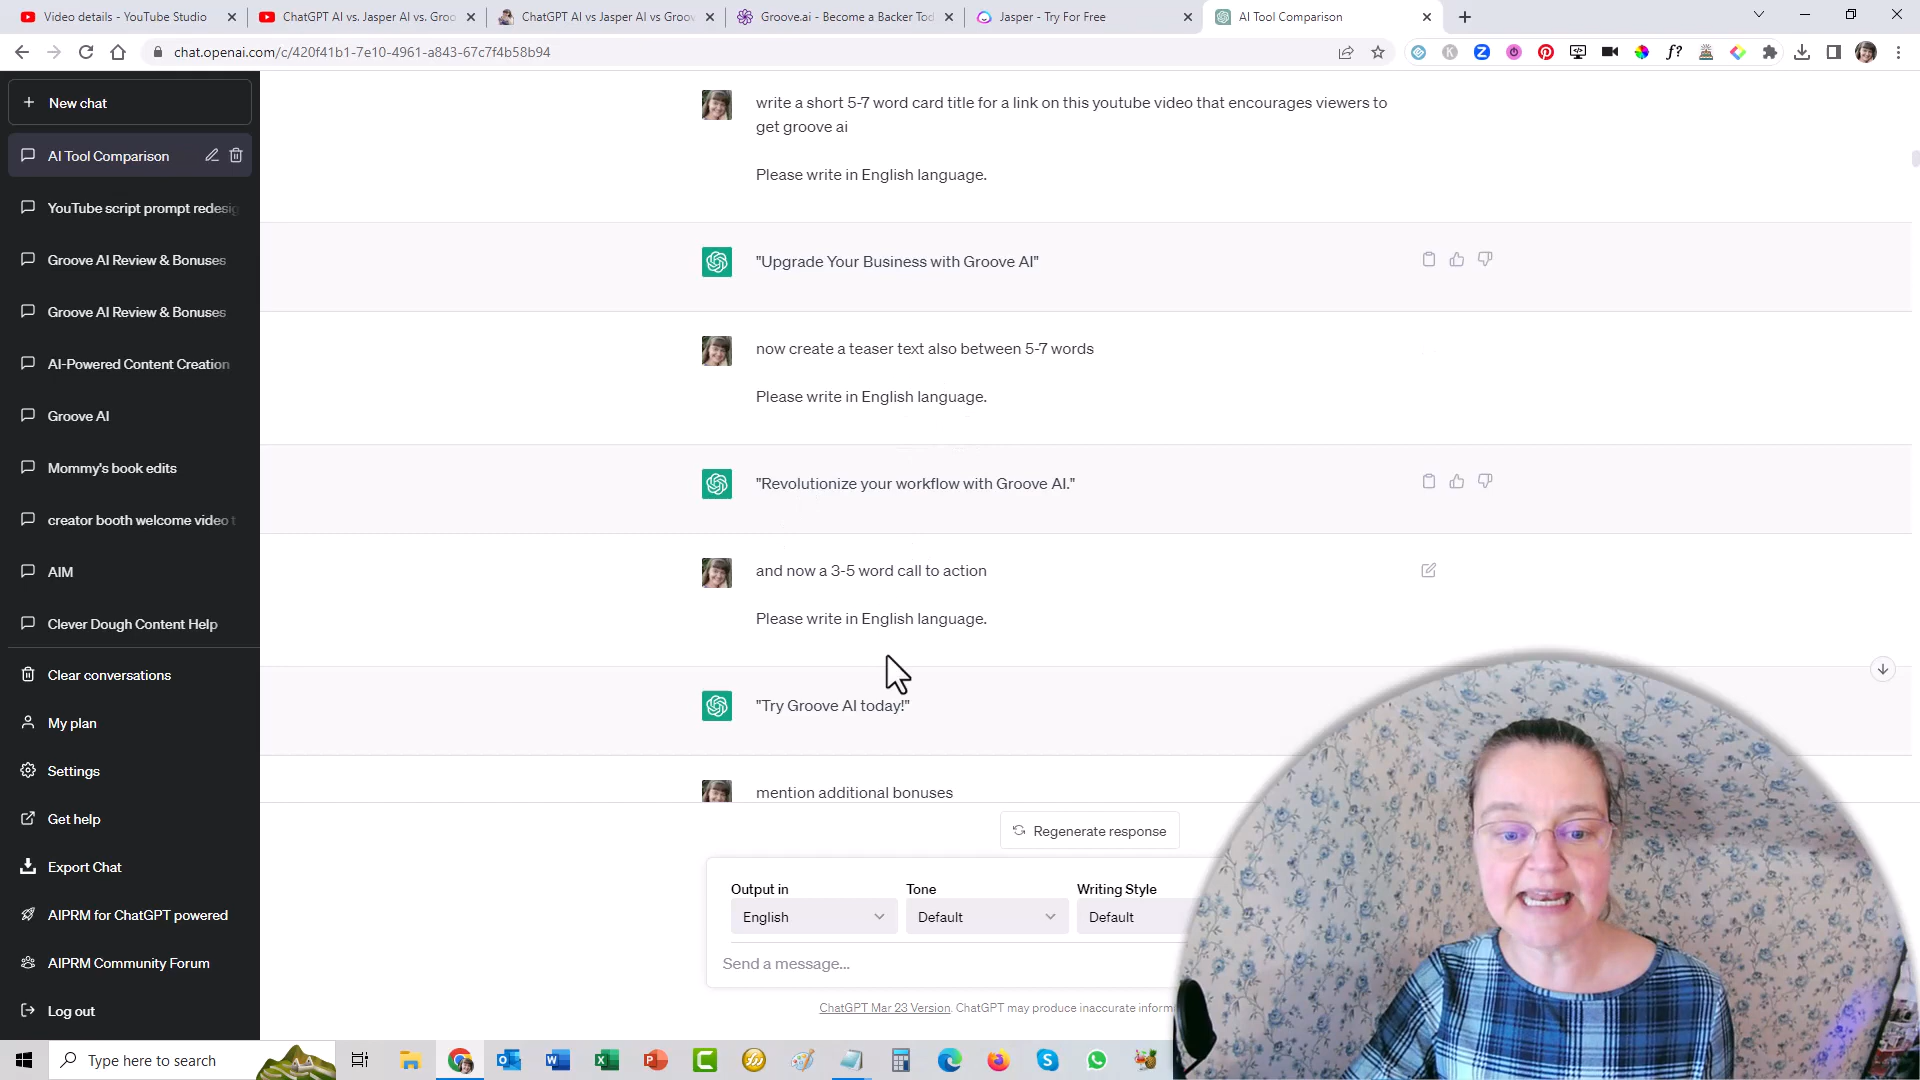 Video details - YouTube Studio
ChatGPT AI vs. Jasper AI vs. Groo
ChatGPT AI vs Jasper AI vs Groov
Groove.ai - Become a Backer Tod
Jasper - Try For Free
AI Tool Comparison
chat.openai.com/c/420f41b1-7e10-4961-a843-67c7f4b58b94
New chat
AI Tool Comparison
YouTube script prompt redesig
Groove AI Review & Bonuses
Groove AI Review & Bonuses
AI-Powered Content Creation
Groove AI
Mommy's book edits
creator booth welcome video t
AIM
Clever Dough Content Help
Clear conversations
My plan
Settings
Get help
Export Chat
AIPRM for ChatGPT powered
AIPRM Community Forum
Log out
write a short 5-7 word card title for a link on this youtube video that encourages viewers to
get groove ai
Please write in English language.
"Upgrade Your Business with Groove AI"
now create a teaser text also between 5-7 words
Please write in English language.
"Revolutionize your workflow with Groove AI."
and now a 3-5 word call to action
Please write in English language.
"Try Groove AI today!"
mention additional bonuses
Regenerate response
Output in
Tone
Writing Style
English
Default
Default
Send a message...
ChatGPT Mar 23 Version. ChatGPT may produce inaccurate inform
Type here to search